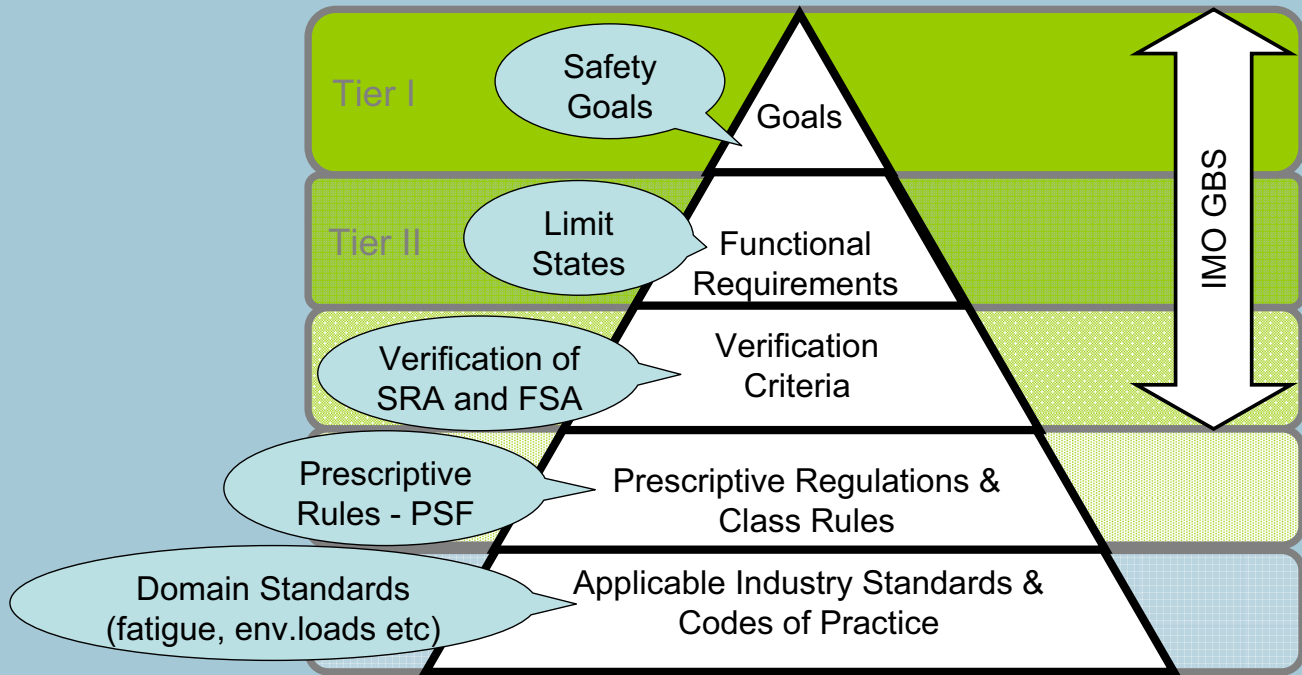 Tier I
Safety
Goals
Goals
Tier II
Limit
States
Functional
Requirements
IMO GBS
Verification of
SRA and FSA
Verification
Criteria
Prescriptive
Rules - PSF
Prescriptive Regulations &
Class Rules
Domain Standards
(fatigue, env.loads etc)
Applicable Industry Standards &
Codes of Practice